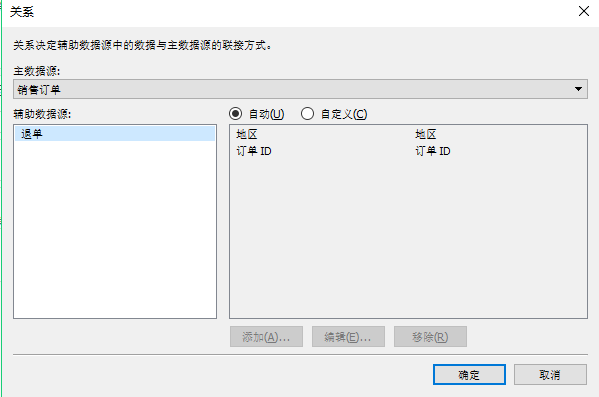 关系
关系决定辅助数据源中的数据与主数据源的联接方式。
主数据源:
销售订单
辅助数据源:
自动(U) 自定义(C)
退单
地区 地区
订单 ID 订单 ID
添加(A)... 编辑(E)... 移除(R)
确定 取消